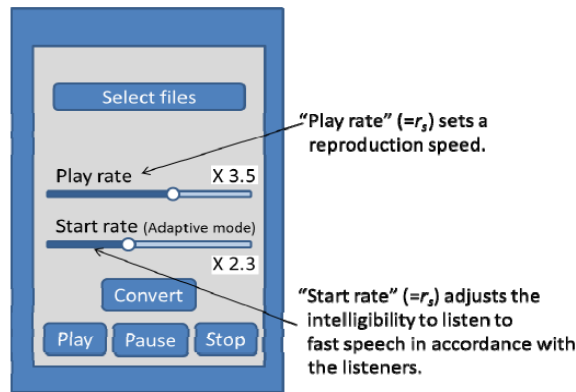 Select files
“Play rate” (=rₛ) sets a
reproduction speed.
Play rate
X 3.5
Start rate (Adaptive mode)
X 2.3
“Start rate” (=rₛ) adjusts the
intelligibility to listen to
fast speech in accordance with
the listeners.
Convert
Play
Pause
Stop